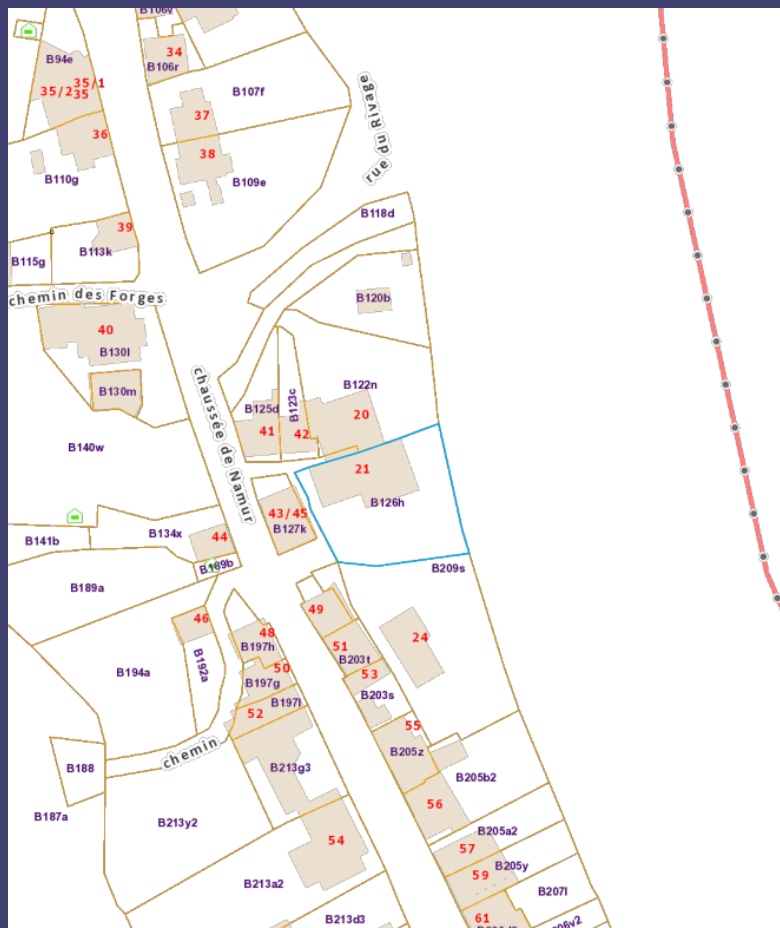 B106v
34
B106r
B94e
35/1
35/2
35
B107f
37
rue du Rivage
36
38
B110g
B109e
B118d
39
B113k
B115g
chemin des Forges
B120b
40
B130l
B130m
chaussée de Namur
B122n
B123c
B125d
20
41
42
B140w
21
B126h
43/45
B127k
B134x
44
B141b
B189b
B209s
B189a
49
46
48
24
B197h
51
B203t
B194a
B192a
50
53
B197g
B203s
B197l
52
55
B205z
chemin
B188
B213g3
B205b2
56
B187a
B213y2
B205a2
54
57
B205y
59
B213a2
B207l
61
B213d3